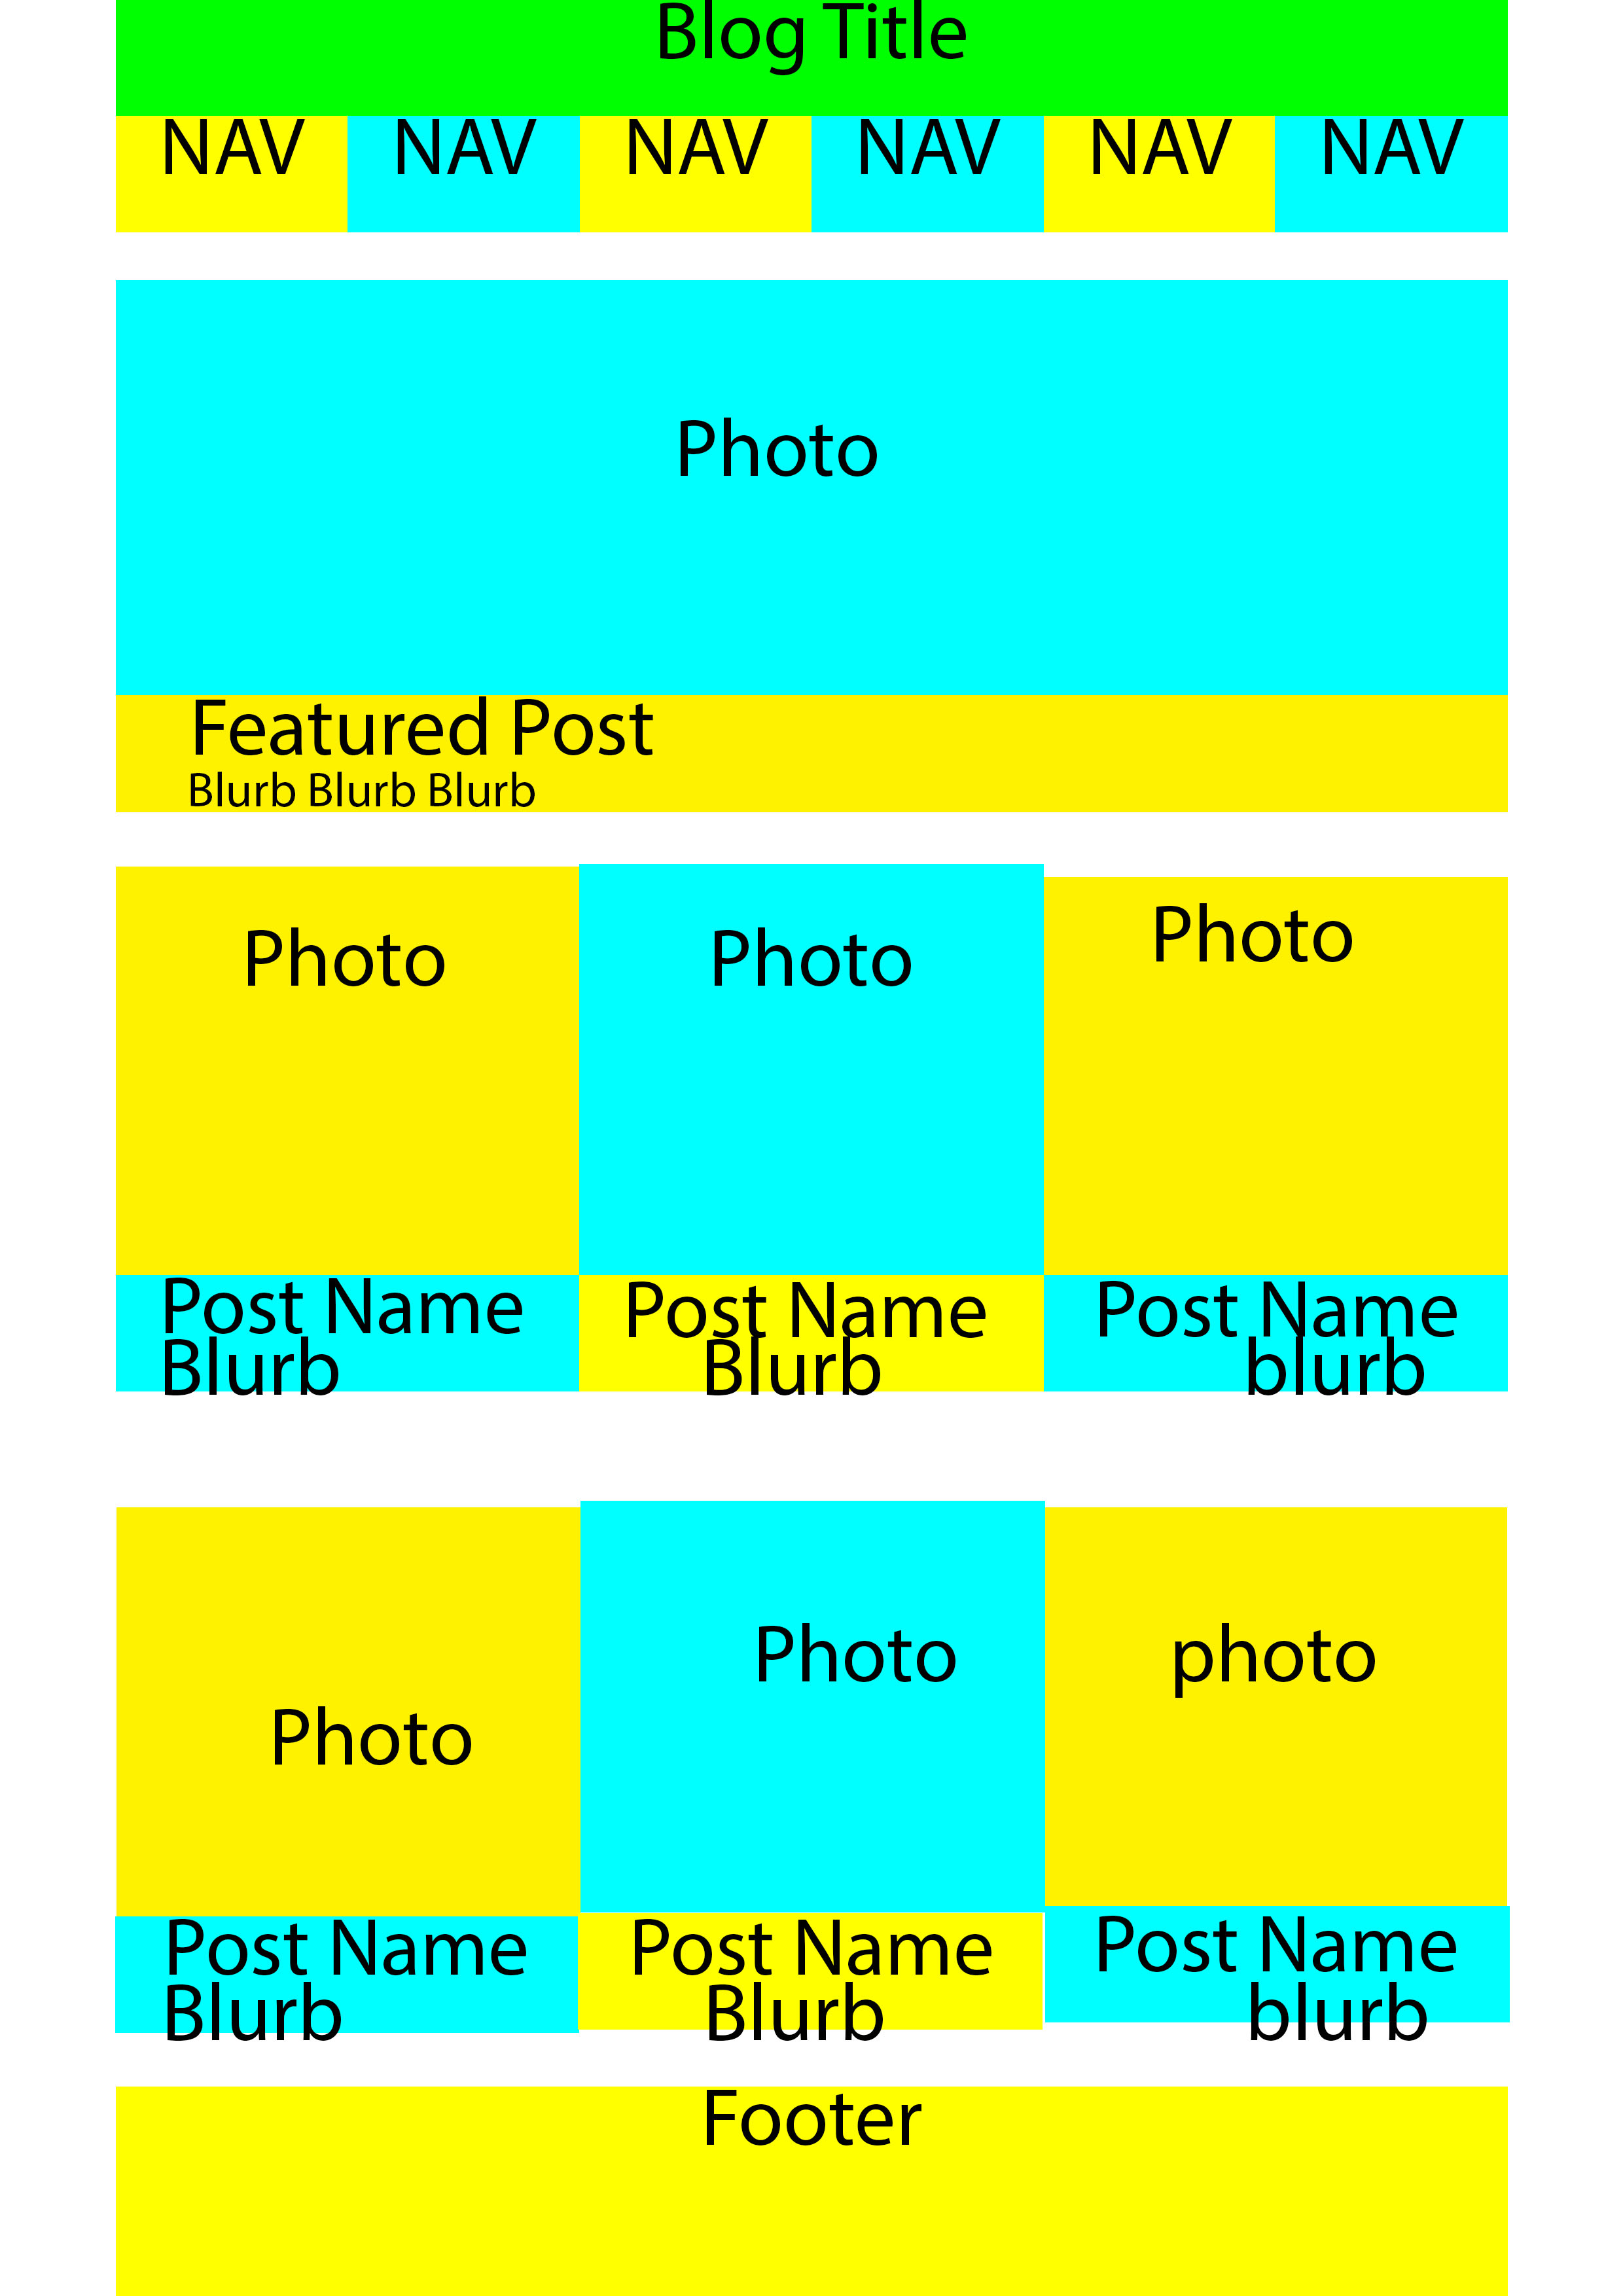 Blog Title
NAV NAV NAV NAV NAV NAV
Photo
Featured Post
Blurb Blurb Blurb
Photo Photo Photo
Post Name Post Name Post Name
Blurb Blurb blurb
Photo Photo photo
Post Name Post Name Post Name
Blurb Blurb blurb
Footer